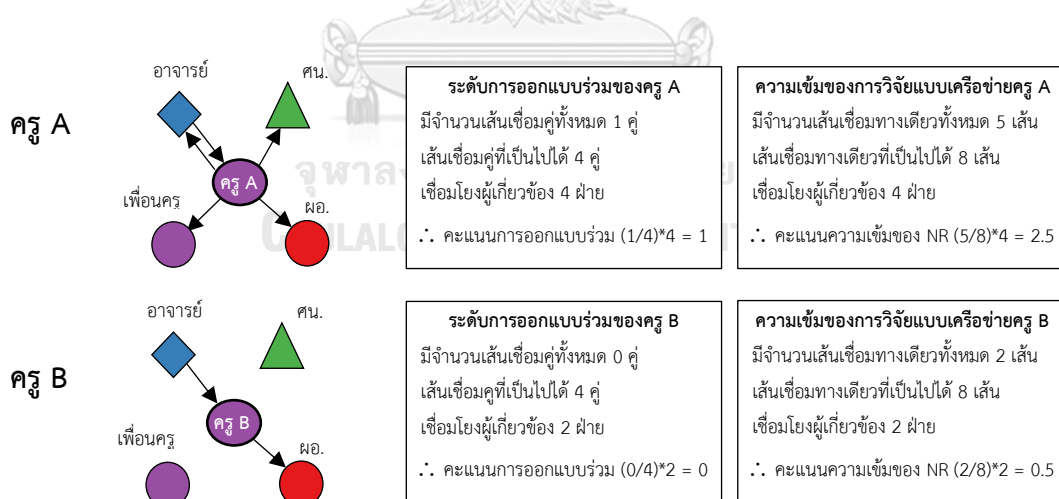 อาจารย์
ศน.
ครู A
ครู A
เพื่อนครู
ผอ.
ระดับการออกแบบร่วมของครู A
มีจำนวนเส้นเชื่อมคู่ทั้งหมด 1 คู่
เส้นเชื่อมคู่ที่เป็นไปได้ 4 คู่
เชื่อมโยงผู้เกี่ยวข้อง 4 ฝ่าย
∴ คะแนนการออกแบบร่วม (1/4)*4 = 1
ความเข้มของการวิจัยแบบเครือข่ายครู A
มีจำนวนเส้นเชื่อมทางเดียวทั้งหมด 5 เส้น
เส้นเชื่อมทางเดียวที่เป็นไปได้ 8 เส้น
เชื่อมโยงผู้เกี่ยวข้อง 4 ฝ่าย
∴ คะแนนความเข้มของ NR (5/8)*4 = 2.5
อาจารย์
ศน.
ครู B
ครู B
เพื่อนครู
ผอ.
ระดับการออกแบบร่วมของครู B
มีจำนวนเส้นเชื่อมคู่ทั้งหมด 0 คู่
เส้นเชื่อมคูที่เป็นไปได้ 4 คู่
เชื่อมโยงผู้เกี่ยวข้อง 2 ฝ่าย
∴ คะแนนการออกแบบร่วม (0/4)*2 = 0
ความเข้มของการวิจัยแบบเครือข่ายครู B
มีจำนวนเส้นเชื่อมทางเดียวทั้งหมด 2 เส้น
เส้นเชื่อมทางเดียวที่เป็นไปได้ 8 เส้น
เชื่อมโยงผู้เกี่ยวข้อง 2 ฝ่าย
∴ คะแนนความเข้มของ NR (2/8)*2 = 0.5